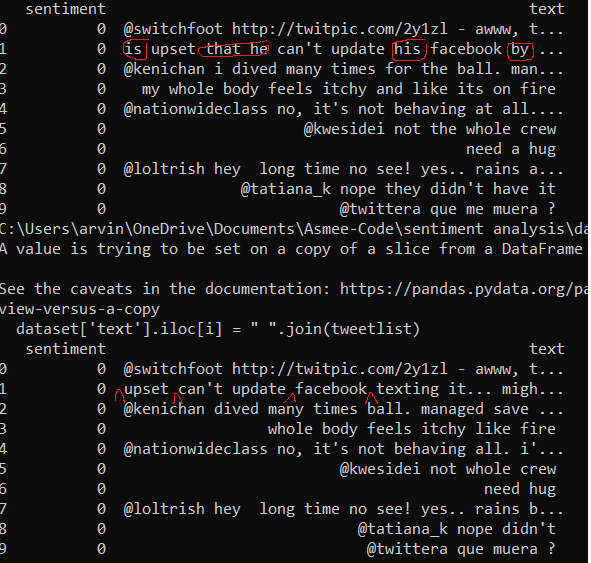 sentiment text
0 0 @switchfoot http://twitpic.com/2y1zl - awww, t...
1 0 is upset that he can't update his facebook by ...
2 0 @kenichan i dived many times for the ball. man...
3 0 my whole body feels itchy and like its on fire
4 0 @nationwideclass no, it's not behaving at all....
5 0 @kwesidei not the whole crew
6 0 need a hug
7 0 @loltrish hey  long time no see! yes.. rains a...
8 0 @tatiana_k nope they didn't have it
9 0 @twittera que me muera ?
C:\Users\arvin\OneDrive\Documents\Asmee-Code\sentiment analysis\da
A value is trying to be set on a copy of a slice from a DataFrame
See the caveats in the documentation: https://pandas.pydata.org/pa
view-versus-a-copy
dataset['text'].iloc[i] = " ".join(tweetlist)
sentiment text
0 0 @switchfoot http://twitpic.com/2y1zl - awww, t...
1 0 upset can't update facebook texting it... migh...
2 0 @kenichan dived many times ball. managed save ...
3 0 whole body feels itchy like fire
4 0 @nationwideclass no, it's not behaving all. i'...
5 0 @kwesidei not whole crew
6 0 need hug
7 0 @loltrish hey  long time no see! yes.. rains b...
8 0 @tatiana_k nope didn't
9 0 @twittera que muera ?